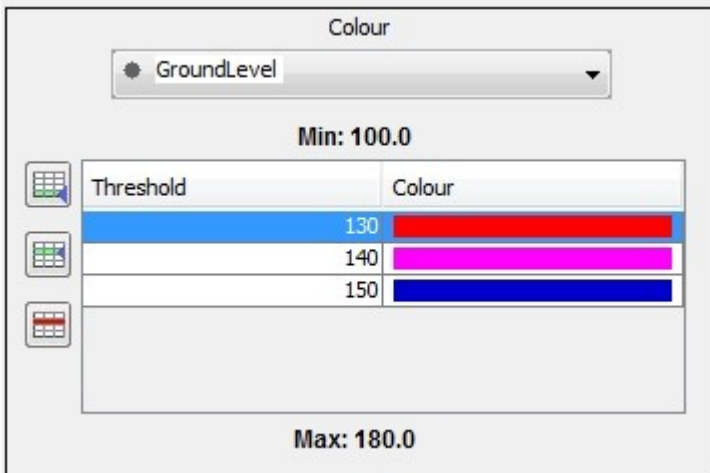 Colour
GroundLevel
Min: 100.0
Threshold Colour
130
140
150
Max: 180.0